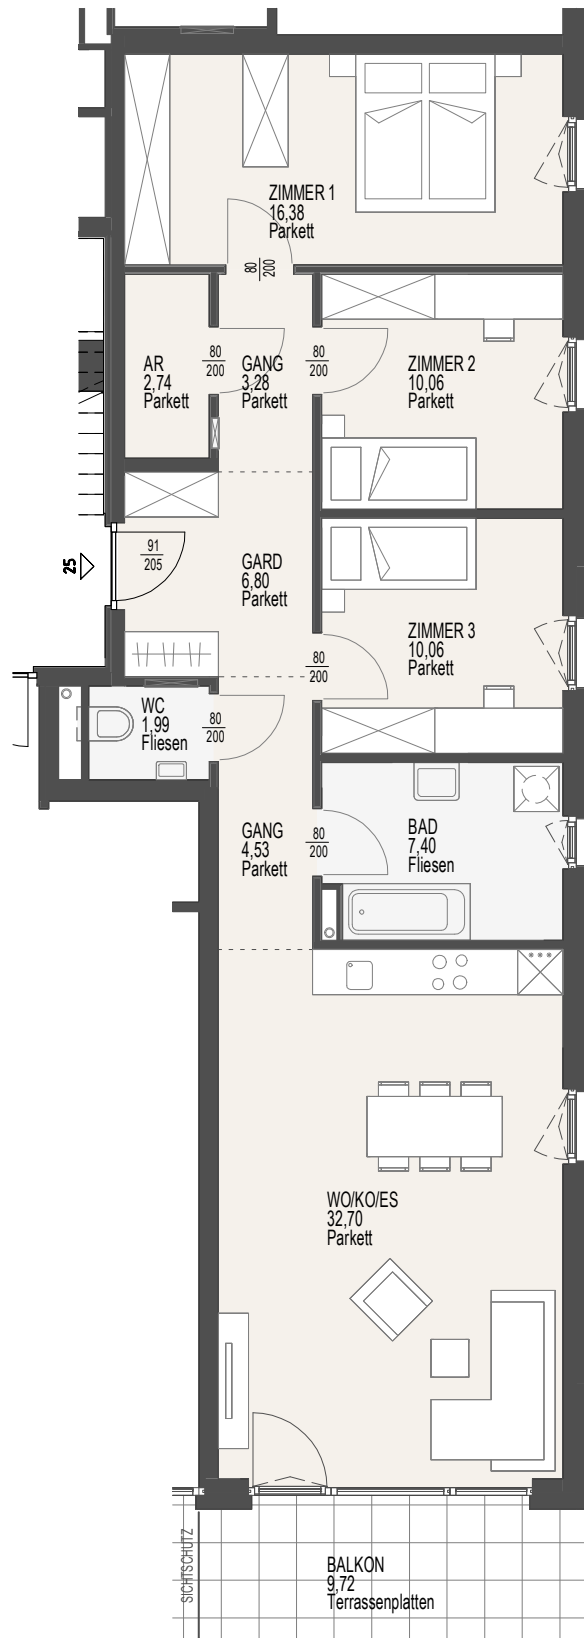 ZIMMER 1
16,38
Parkett
80
200
AR
2,74
Parkett
80
200
GANG
3,28
Parkett
80
200
ZIMMER 2
10,06
Parkett
25
91
205
GARD
6,80
Parkett
ZIMMER 3
10,06
Parkett
80
200
WC
1,99
Fliesen
80
200
GANG
4,53
Parkett
80
200
BAD
7,40
Fliesen
WO/KO/ES
32,70
Parkett
SICHTSCHUTZ
BALKON
9,72
Terrassenplatten